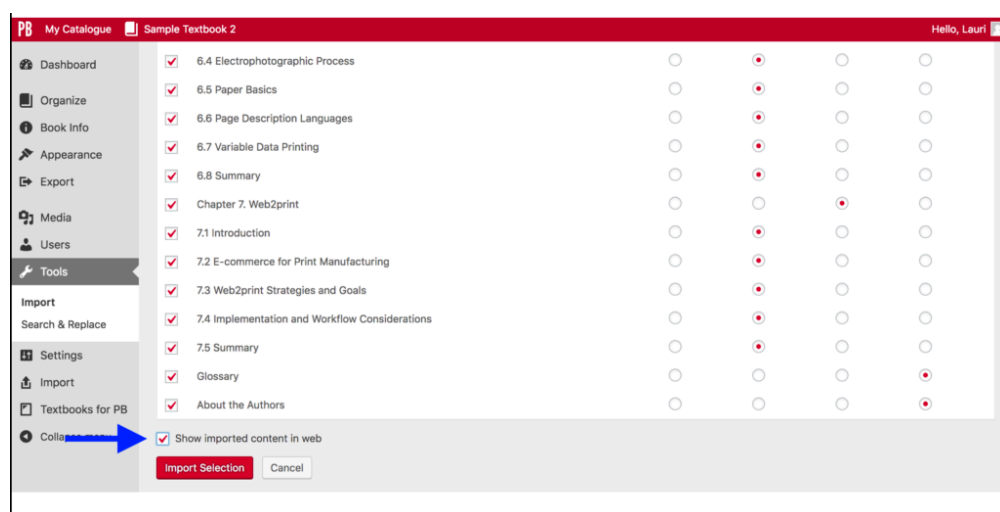 PB My Catalogue Sample Textbook 2 Hello, Lauri
Dashboard
Organize
Book Info
Appearance
Export
Media
Users
Tools
Import
Search & Replace
Settings
Import
Textbooks for PB
Collapse menu
6.4 Electrophotographic Process
6.5 Paper Basics
6.6 Page Description Languages
6.7 Variable Data Printing
6.8 Summary
Chapter 7. Web2print
7.1 Introduction
7.2 E-commerce for Print Manufacturing
7.3 Web2print Strategies and Goals
7.4 Implementation and Workflow Considerations
7.5 Summary
Glossary
About the Authors
Show imported content in web
Import Selection Cancel